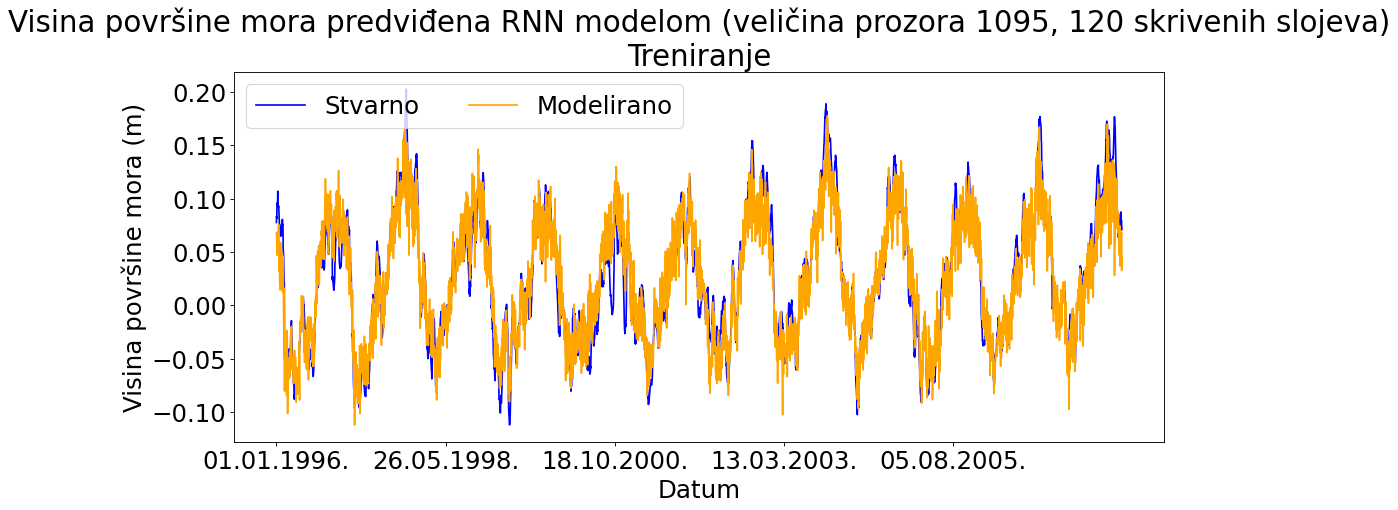 Visina površine mora predviđena RNN modelom (veličina prozora 1095, 120 skrivenih slojeva)
Treniranje
Stvarno
Modelirano
Visina površine mora (m)
0.20
0.15
0.10
0.05
0.00
−0.05
−0.10
01.01.1996.
26.05.1998.
18.10.2000.
13.03.2003.
05.08.2005.
Datum